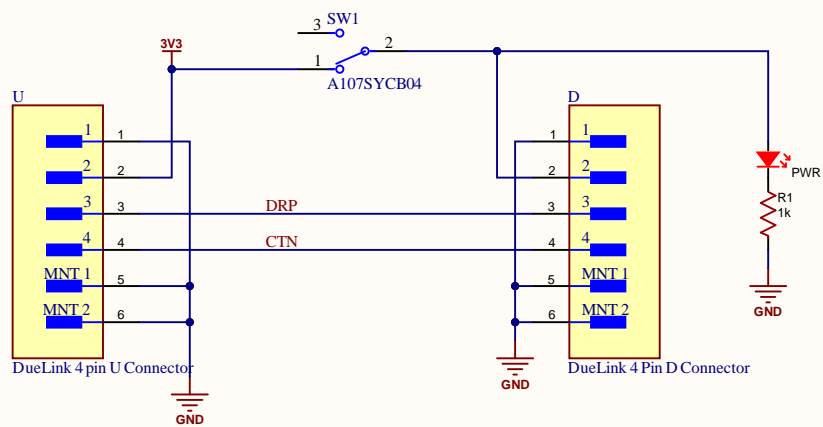 SW1
3
2
3V3
1
A107SYCB04
U
D
1 1
2 2
3 3
4 4
MNT 1 5
MNT 2 6
DRP
CTN
1 1
2 2
3 3
4 4
5 MNT 1
6 MNT 2
PWR
R1
1k
GND
DueLink 4 pin U Connector
DueLink 4 Pin D Connector
GND
GND